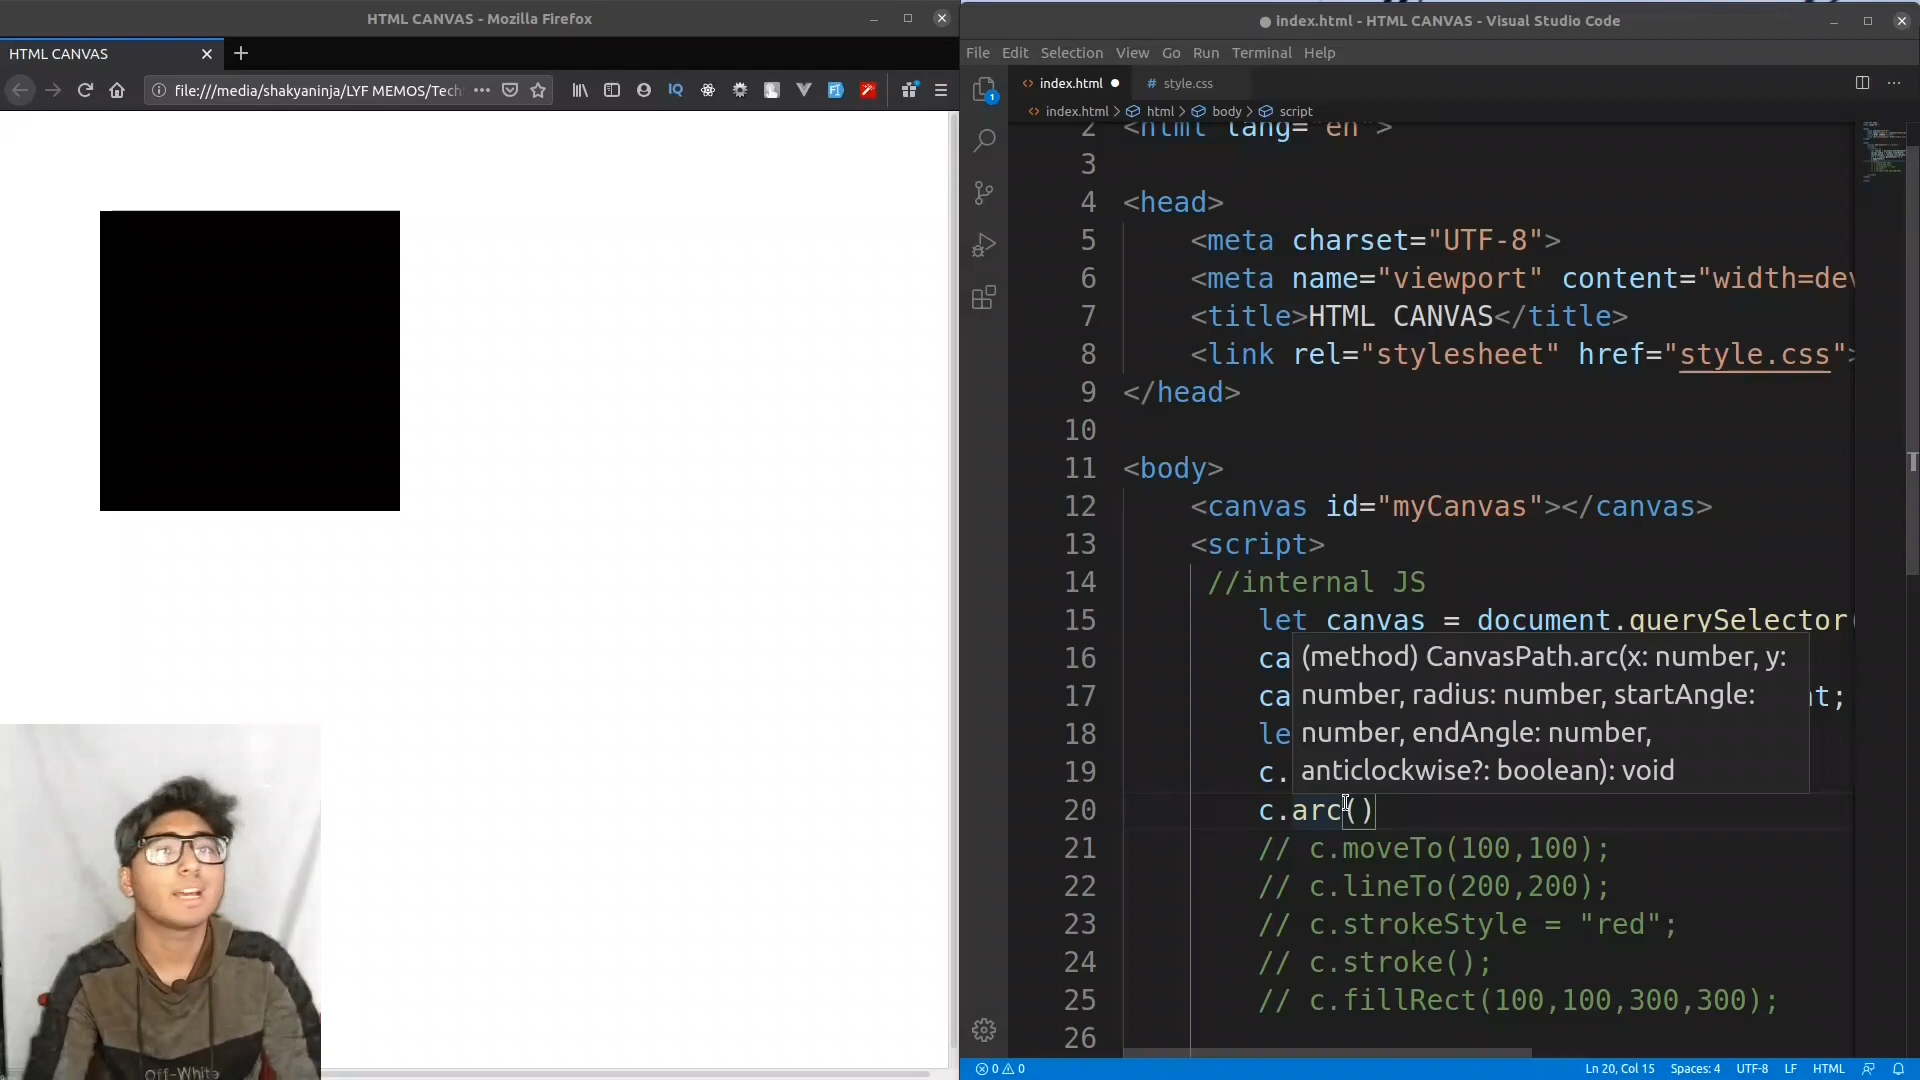 HTML CANVAS - Mozilla Firefox
HTML CANVAS
file:///media/shakyaninja/LYF MEMOS/Tech
IQ
index.html - HTML CANVAS - Visual Studio Code
File Edit Selection View Go Run Terminal Help
index.html
# style.css
index.html > html > body > script
1
2 <html lang="en">
3
4 <head>
5 <meta charset="UTF-8">
6 <meta name="viewport" content="width=dev
7 <title>HTML CANVAS</title>
8 <link rel="stylesheet" href="style.css">
9 </head>
10
11 <body>
12 <canvas id="myCanvas"></canvas>
13 <script>
14 //internal JS
15 let canvas = document.querySelector(
16 ca
17 ca t;
18 le
19 c.
(method) CanvasPath.arc(x: number, y:
number, radius: number, startAngle:
number, endAngle: number,
anticlockwise?: boolean): void
20 c.arc()
21 // c.moveTo(100,100);
22 // c.lineTo(200,200);
23 // c.strokeStyle = "red";
24 // c.stroke();
25 // c.fillRect(100,100,300,300);
26
Off-White
0 0 Ln 20, Col 15 Spaces: 4 UTF-8 LF HTML